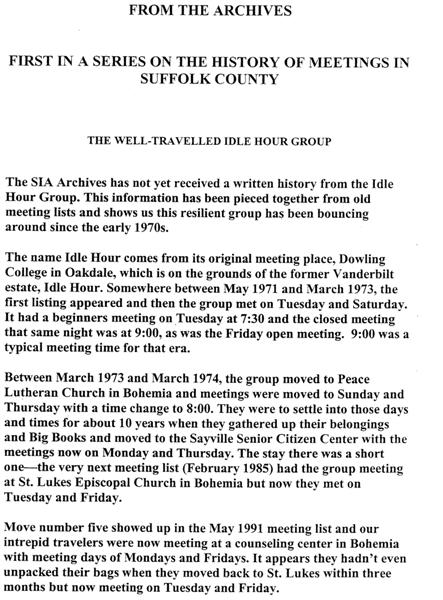 FROM THE ARCHIVES
FIRST IN A SERIES ON THE HISTORY OF MEETINGS IN
SUFFOLK COUNTY
THE WELL-TRAVELLED IDLE HOUR GROUP
The SIA Archives has not yet received a written history from the Idle
Hour Group. This information has been pieced together from old
meeting lists and shows us this resilient group has been bouncing
around since the early 1970s.
The name Idle Hour comes from its original meeting place, Dowling
College in Oakdale, which is on the grounds of the former Vanderbilt
estate, Idle Hour. Somewhere between May 1971 and March 1973, the
first listing appeared and then the group met on Tuesday and Saturday.
It had a beginners meeting on Tuesday at 7:30 and the closed meeting
that same night was at 9:00, as was the Friday open meeting. 9:00 was a
typical meeting time for that era.
Between March 1973 and March 1974, the group moved to Peace
Lutheran Church in Bohemia and meetings were moved to Sunday and
Thursday with a time change to 8:00. They were to settle into those days
and times for about 10 years when they gathered up their belongings
and Big Books and moved to the Sayville Senior Citizen Center with the
meetings now on Monday and Thursday. The stay there was a short
one—the very next meeting list (February 1985) had the group meeting
at St. Lukes Episcopal Church in Bohemia but now they met on
Tuesday and Friday.
Move number five showed up in the May 1991 meeting list and our
intrepid travelers were now meeting at a counseling center in Bohemia
with meeting days of Mondays and Fridays. It appears they hadn't even
unpacked their bags when they moved back to St. Lukes within three
months but now meeting on Tuesday and Friday.